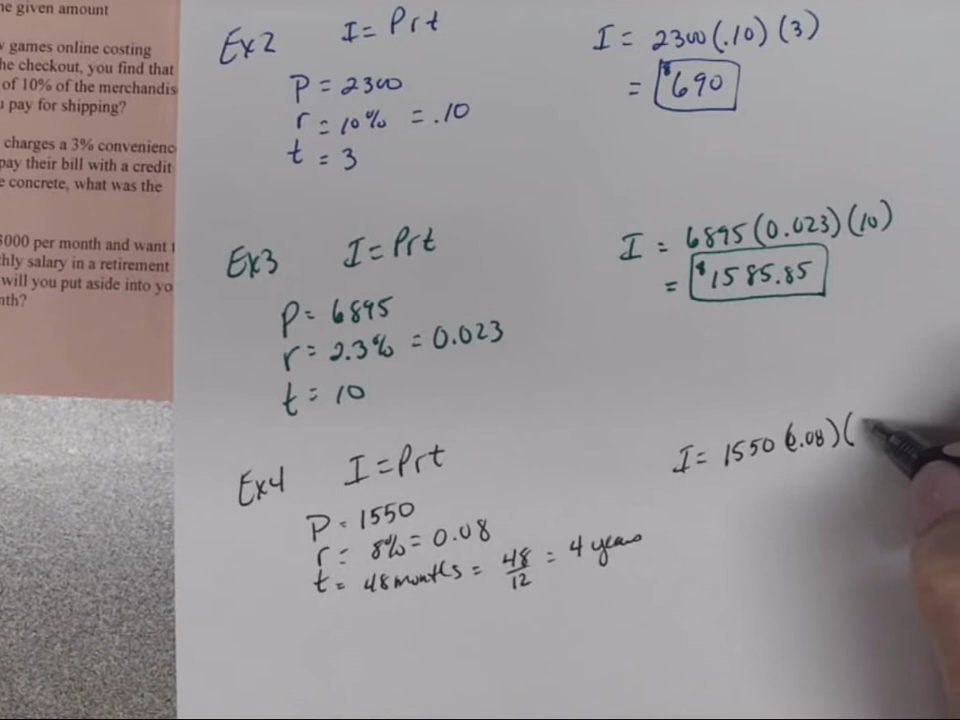 ne given amount
games online costing
he checkout, you find that
of 10% of the merchandis
pay for shipping?
charges a 3% convenienc
pay their bill with a credit
e concrete, what was the
5000 per month and want
hly salary in a retirement
will you put aside into yo
nth?
Ex2 I = Prt
P = 2300
r = 10% = .10
t = 3
I = 2300(.10)(3)
= $690
Ex3 I = Prt
P = 6895
r = 2.3% = 0.023
t = 10
I = 6895(0.023)(10)
= $1585.85
Ex4 I = Prt
P = 1550
r = 8% = 0.08
t = 48 months = 48/12 = 4 years
I = 1550(0.08)(